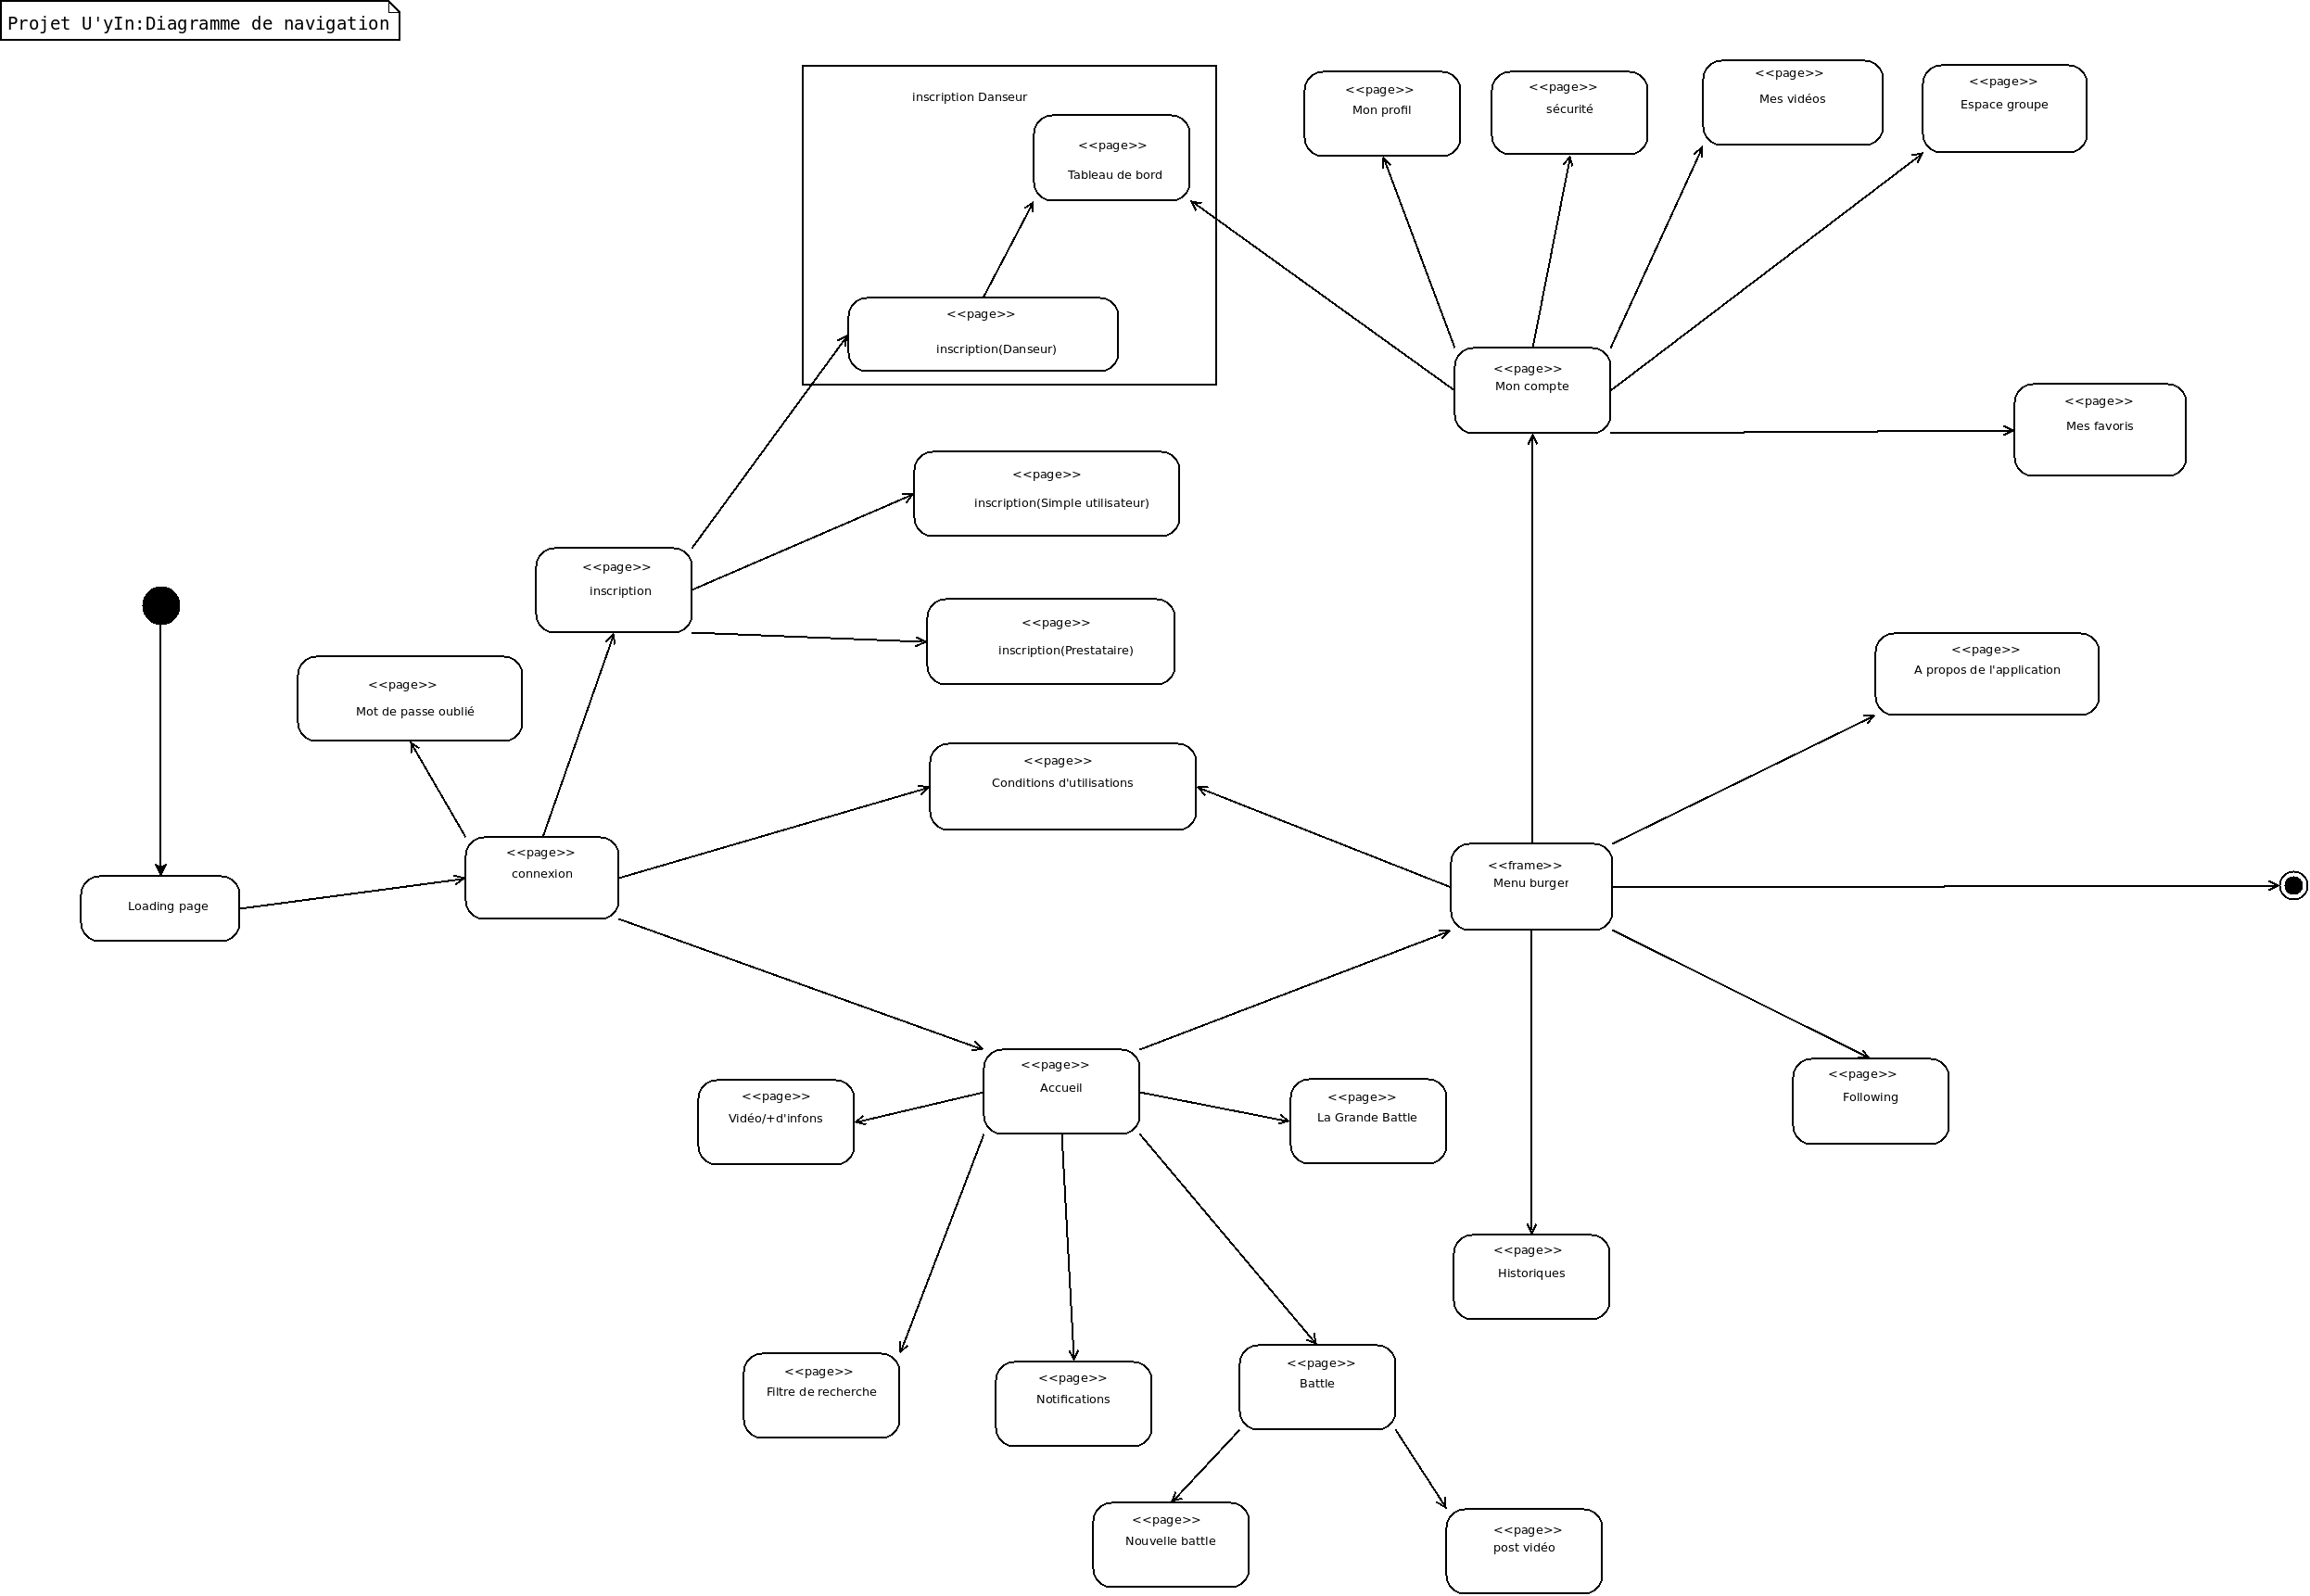 Projet U'yIn:Diagramme de navigation
inscription Danseur
<<page>>
Tableau de bord
<<page>>
inscription(Danseur)
<<page>>
Mon profil
<<page>>
sécurité
<<page>>
Mes vidéos
<<page>>
Espace groupe
<<page>>
Mon compte
<<page>>
Mes favoris
<<page>>
inscription(Simple utilisateur)
<<page>>
inscription
<<page>>
inscription(Prestataire)
<<page>>
Mot de passe oublié
<<page>>
A propos de l'application
<<page>>
Conditions d'utilisations
<<page>>
connexion
<<frame>>
Menu burger
Loading page
<<page>>
Accueil
<<page>>
Vidéo/+d'infons
<<page>>
La Grande Battle
<<page>>
Following
<<page>>
Historiques
<<page>>
Filtre de recherche
<<page>>
Notifications
<<page>>
Battle
<<page>>
Nouvelle battle
<<page>>
post vidéo